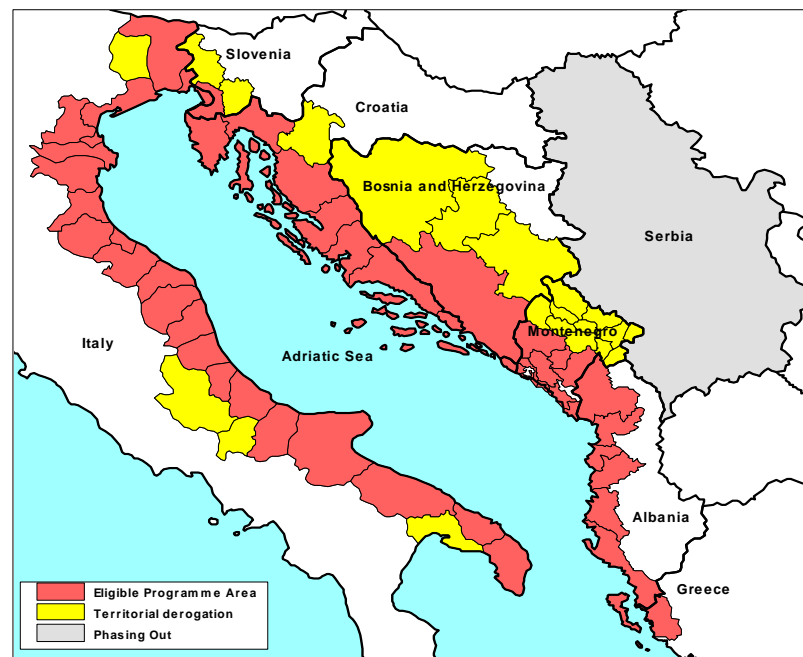 Slovenia
Croatia
Bosnia and Herzegovina
Serbia
Montenegro
Italy
Adriatic Sea
Albania
Greece
Eligible Programme Area
Territorial derogation
Phasing Out